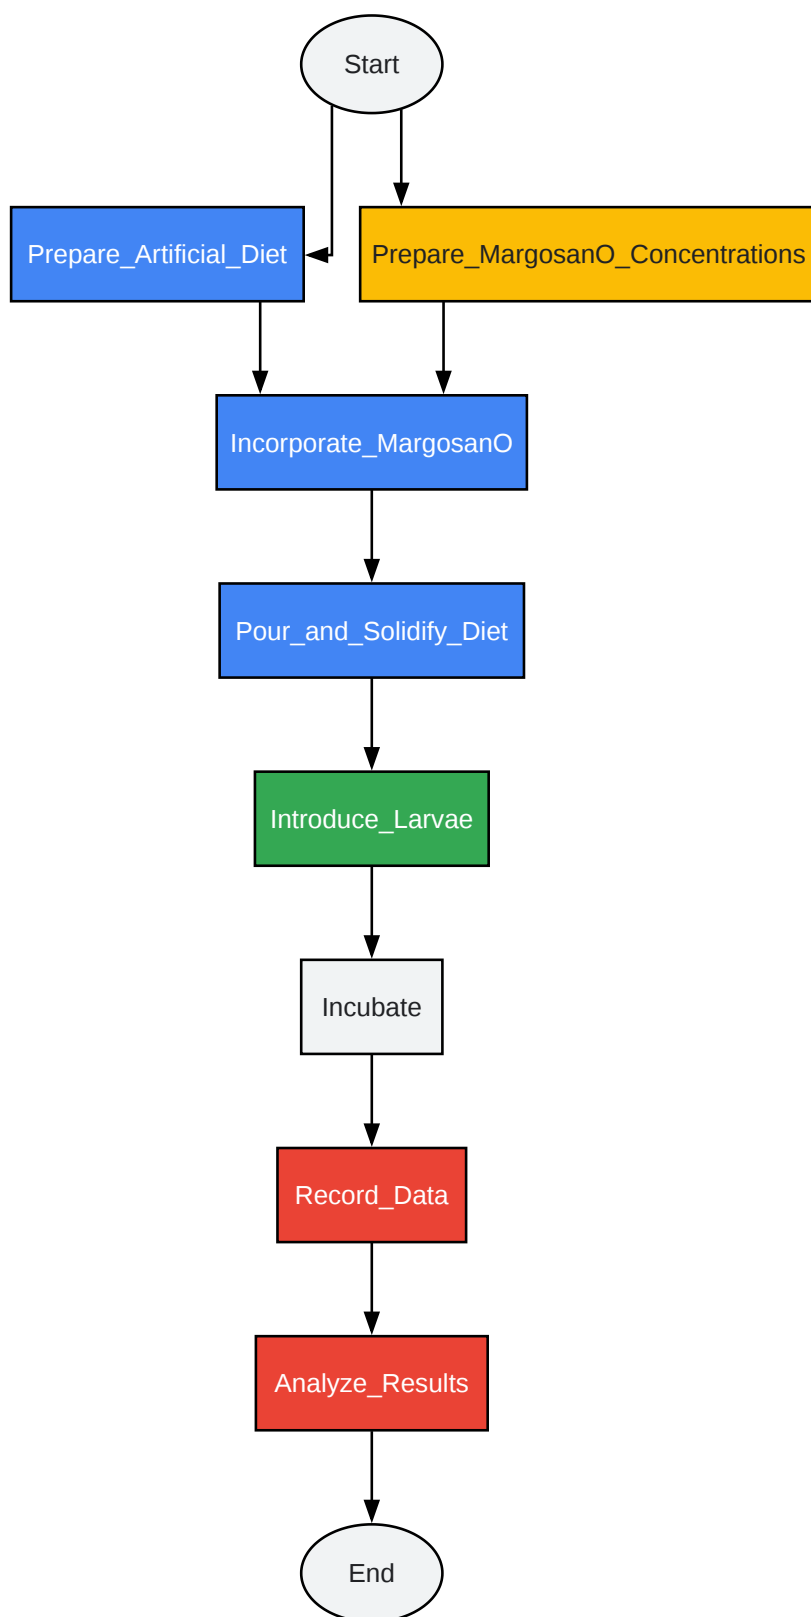 Start
Prepare_Artificial_Diet
Prepare_MargosanO_Concentrations
Incorporate_MargosanO
Pour_and_Solidify_Diet
Introduce_Larvae
Incubate
Record_Data
Analyze_Results
End